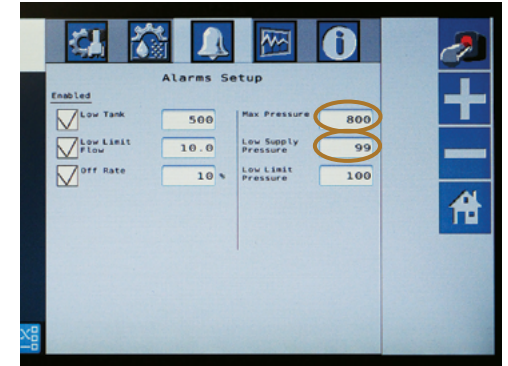 Alarms Setup
Enabled
Low Tank 500
Max Pressure 800
Low Limit Flow 10.0
Low Supply Pressure 99
Off Rate 10 %
Low Limit Pressure 100